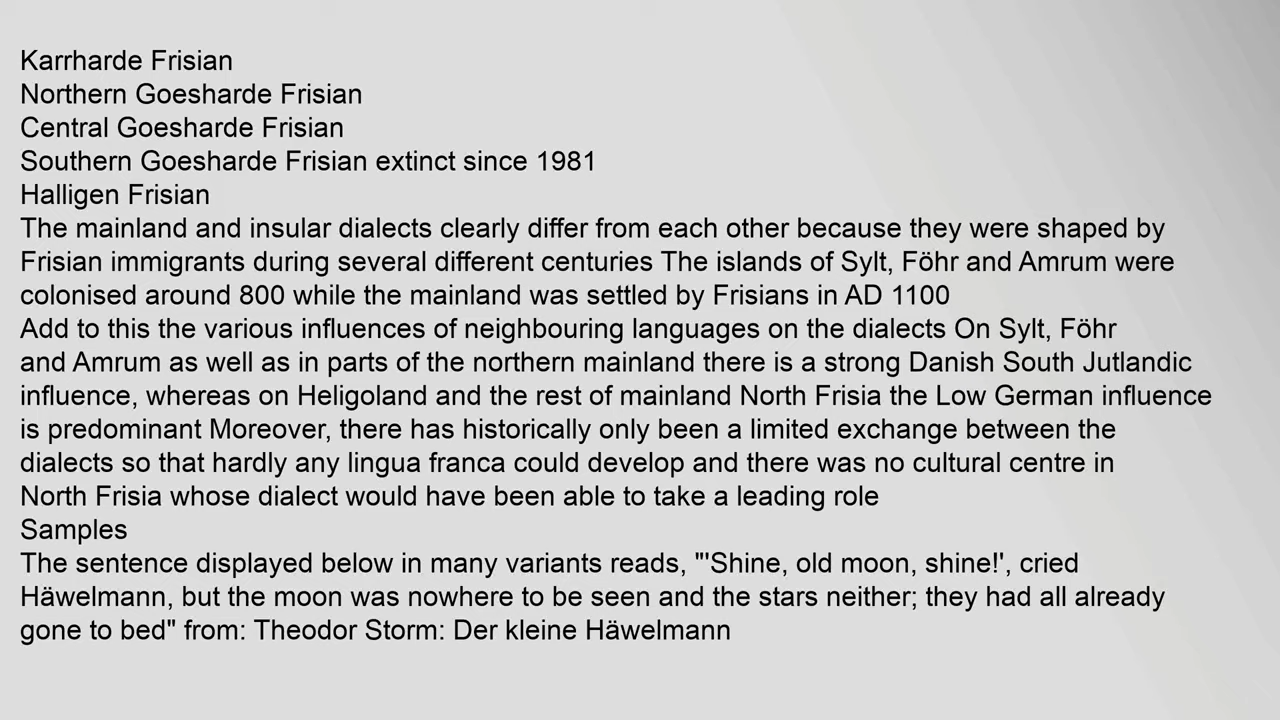 Karrharde Frisian
Northern Goesharde Frisian
Central Goesharde Frisian
Southern Goesharde Frisian extinct since 1981
Halligen Frisian
The mainland and insular dialects clearly differ from each other because they were shaped by
Frisian immigrants during several different centuries The islands of Sylt, Föhr and Amrum were
colonised around 800 while the mainland was settled by Frisians in AD 1100
Add to this the various influences of neighbouring languages on the dialects On Sylt, Föhr
and Amrum as well as in parts of the northern mainland there is a strong Danish South Jutlandic
influence, whereas on Heligoland and the rest of mainland North Frisia the Low German influence
is predominant Moreover, there has historically only been a limited exchange between the
dialects so that hardly any lingua franca could develop and there was no cultural centre in
North Frisia whose dialect would have been able to take a leading role
Samples
The sentence displayed below in many variants reads, "'Shine, old moon, shine!', cried
Häwelmann, but the moon was nowhere to be seen and the stars neither; they had all already
gone to bed" from: Theodor Storm: Der kleine Häwelmann